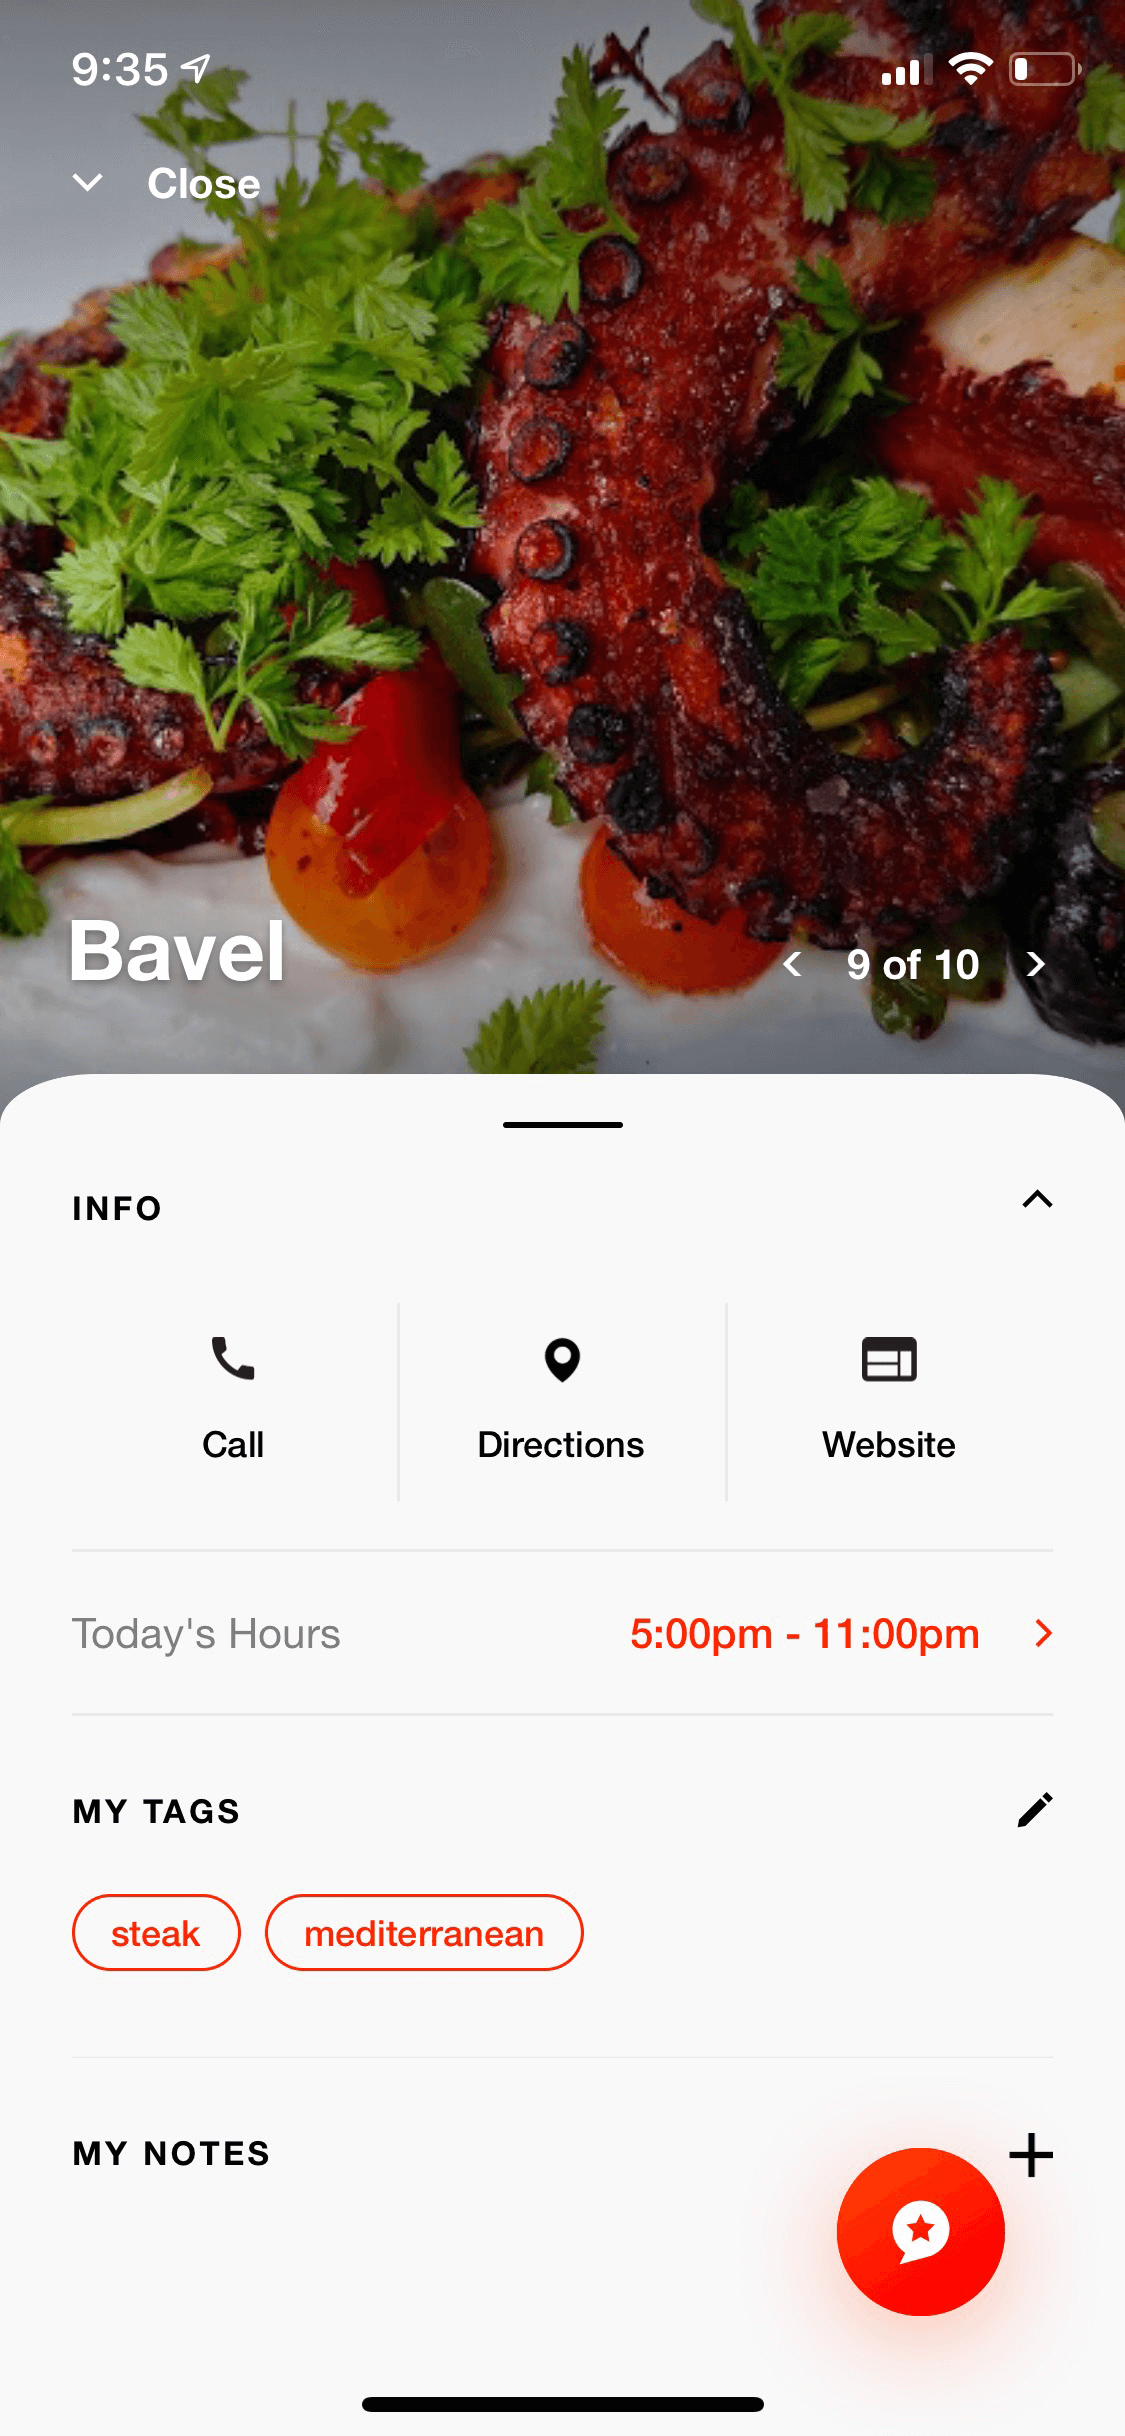 9:35
Close
Bavel
9 of 10
INFO
Call
Directions
Website
Today's Hours
5:00pm - 11:00pm
MY TAGS
steak
mediterranean
MY NOTES